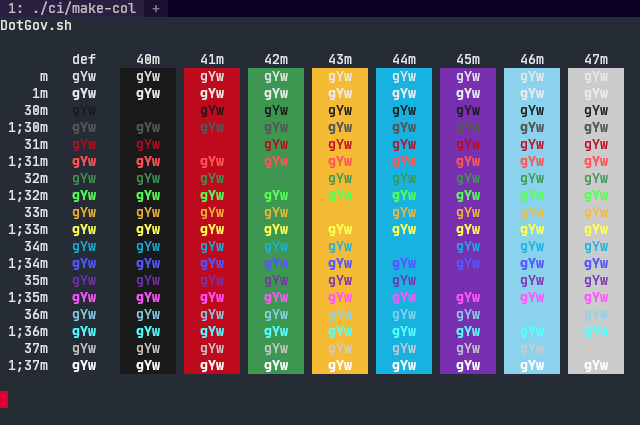 1: ./ci/make-col +
DotGov.sh
def 40m 41m 42m 43m 44m 45m 46m 47m
m gYw gYw gYw gYw gYw gYw gYw gYw gYw
1m gYw gYw gYw gYw gYw gYw gYw gYw gYw
30m gYw gYw gYw gYw gYw gYw gYw gYw
1;30m gYw gYw gYw gYw gYw gYw gYw gYw gYw
31m gYw gYw gYw gYw gYw gYw gYw gYw
1;31m gYw gYw gYw gYw gYw gYw gYw gYw gYw
32m gYw gYw gYw gYw gYw gYw gYw gYw
1;32m gYw gYw gYw gYw gYw gYw gYw gYw gYw
33m gYw gYw gYw gYw gYw gYw gYw gYw
1;33m gYw gYw gYw gYw gYw gYw gYw gYw gYw
34m gYw gYw gYw gYw gYw gYw gYw gYw
1;34m gYw gYw gYw gYw gYw gYw gYw gYw gYw
35m gYw gYw gYw gYw gYw gYw gYw gYw
1;35m gYw gYw gYw gYw gYw gYw gYw gYw gYw
36m gYw gYw gYw gYw gYw gYw gYw gYw
1;36m gYw gYw gYw gYw gYw gYw gYw gYw gYw
37m gYw gYw gYw gYw gYw gYw gYw gYw
1;37m gYw gYw gYw gYw gYw gYw gYw gYw gYw